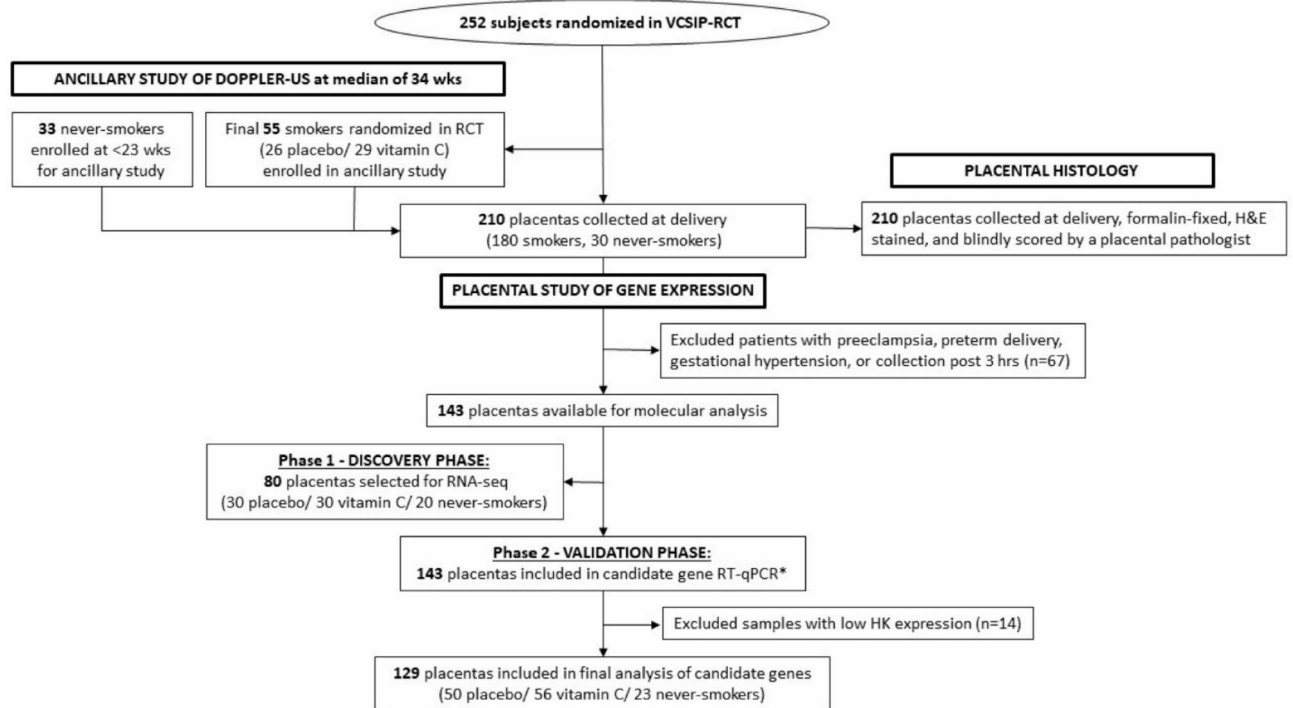 252 subjects randomized in VCSIP-RCT
ANCILLARY STUDY OF DOPPLER-US at median of 34 wks
33 never-smokers
enrolled at <23 wks
for ancillary study
Final 55 smokers randomized in RCT
(26 placebo/ 29 vitamin C)
enrolled in ancillary study
PLACENTAL HISTOLOGY
210 placentas collected at delivery
(180 smokers, 30 never-smokers)
210 placentas collected at delivery, formalin-fixed, H&E
stained, and blindly scored by a placental pathologist
PLACENTAL STUDY OF GENE EXPRESSION
Excluded patients with preeclampsia, preterm delivery,
gestational hypertension, or collection post 3 hrs (n=67)
143 placentas available for molecular analysis
Phase 1 - DISCOVERY PHASE:
80 placentas selected for RNA-seq
(30 placebo/ 30 vitamin C/ 20 never-smokers)
Phase 2 - VALIDATION PHASE:
143 placentas included in candidate gene RT-qPCR*
Excluded samples with low HK expression (n=14)
129 placentas included in final analysis of candidate genes
(50 placebo/ 56 vitamin C/ 23 never-smokers)